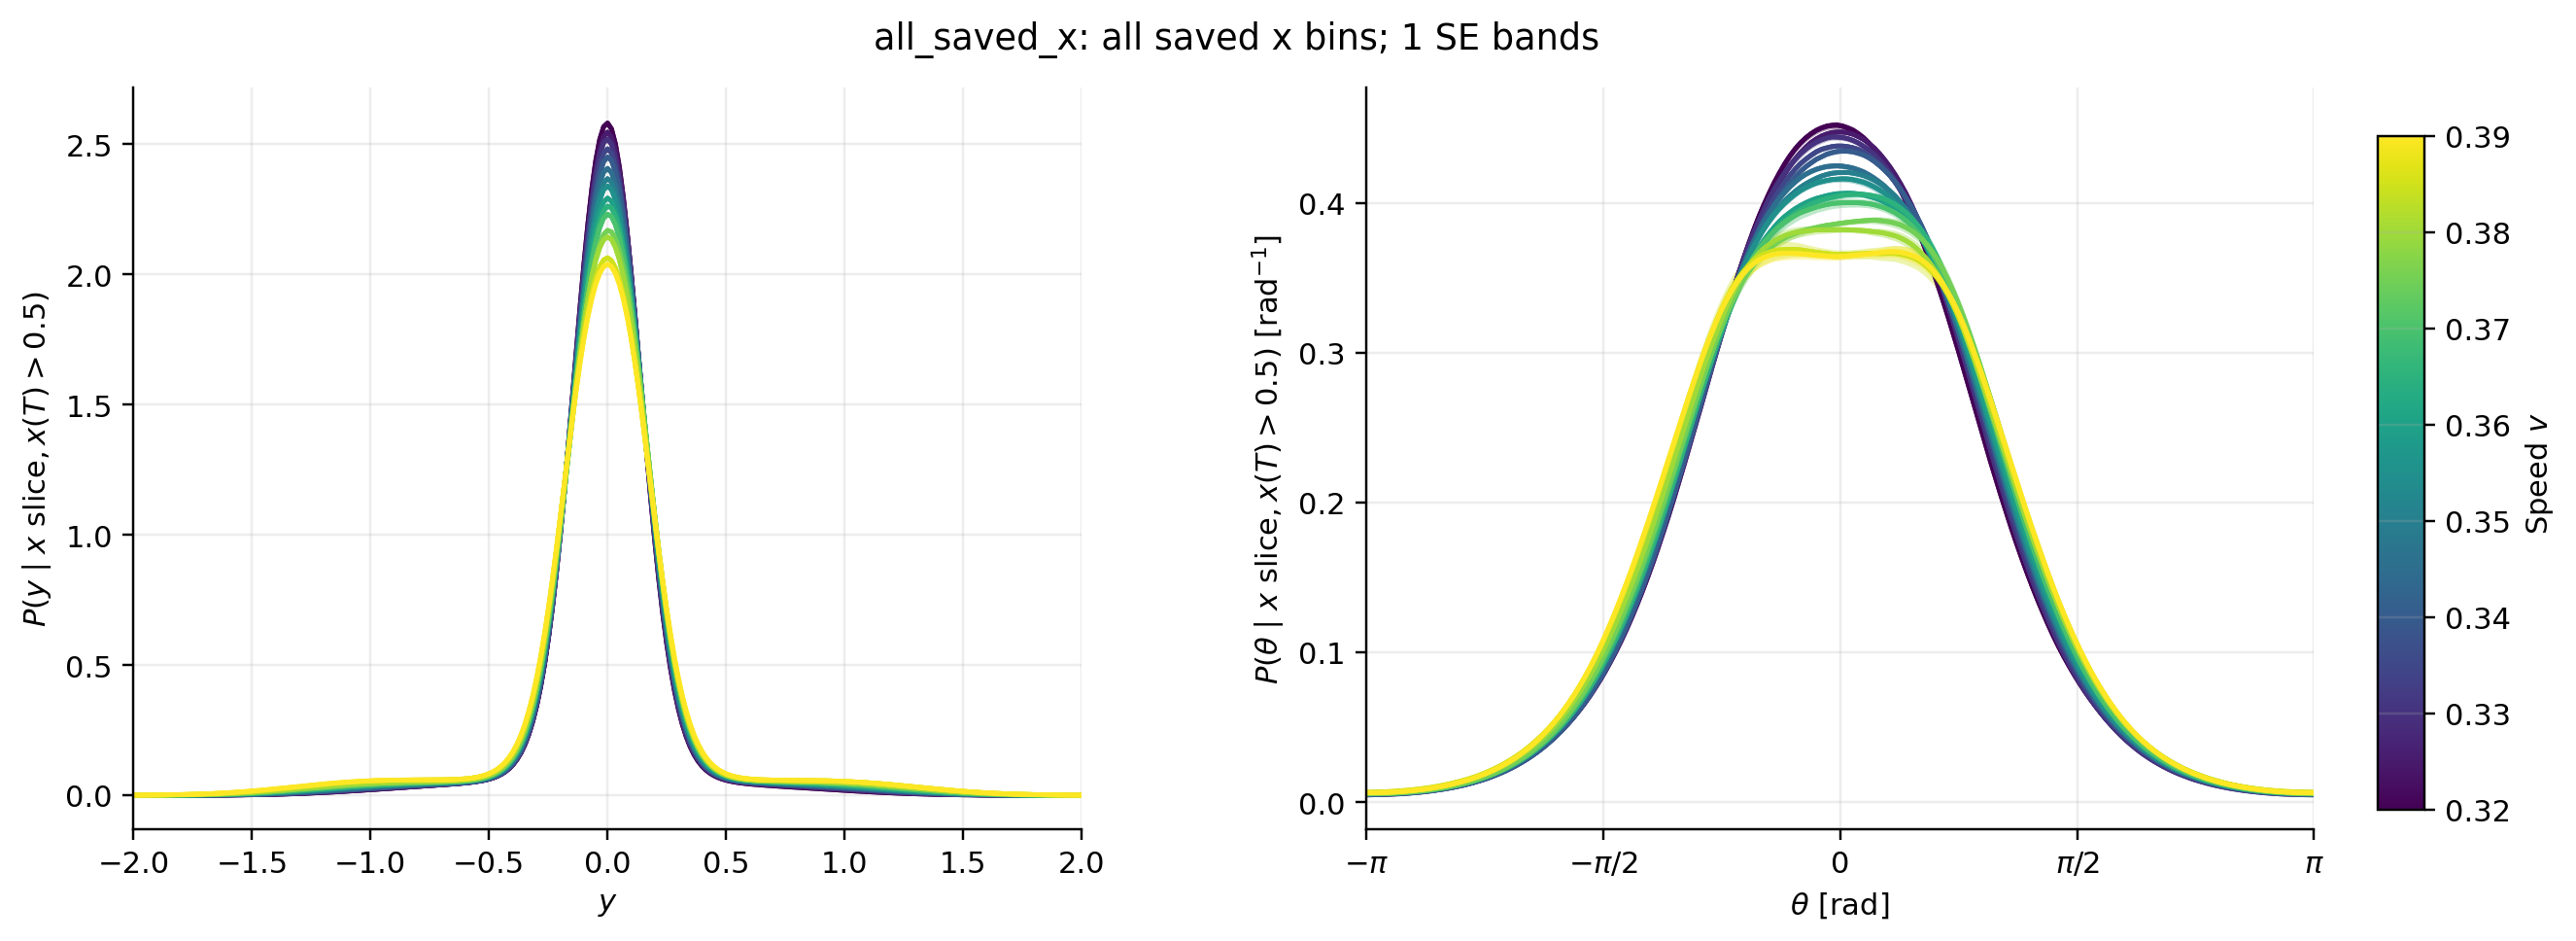 all_saved_x: all saved x bins; 1 SE bands
P(y | x slice, x(T) > 0.5)
2.5
2.0
1.5
1.0
0.5
0.0
−2.0 −1.5 −1.0 −0.5 0.0 0.5 1.0 1.5 2.0
y
P(θ | x slice, x(T) > 0.5) [rad⁻¹]
0.4
0.3
0.2
0.1
0.0
−π −π/2 0 π/2 π
θ [rad]
0.39
0.38
0.37
0.36
0.35
0.34
0.33
0.32
Speed v